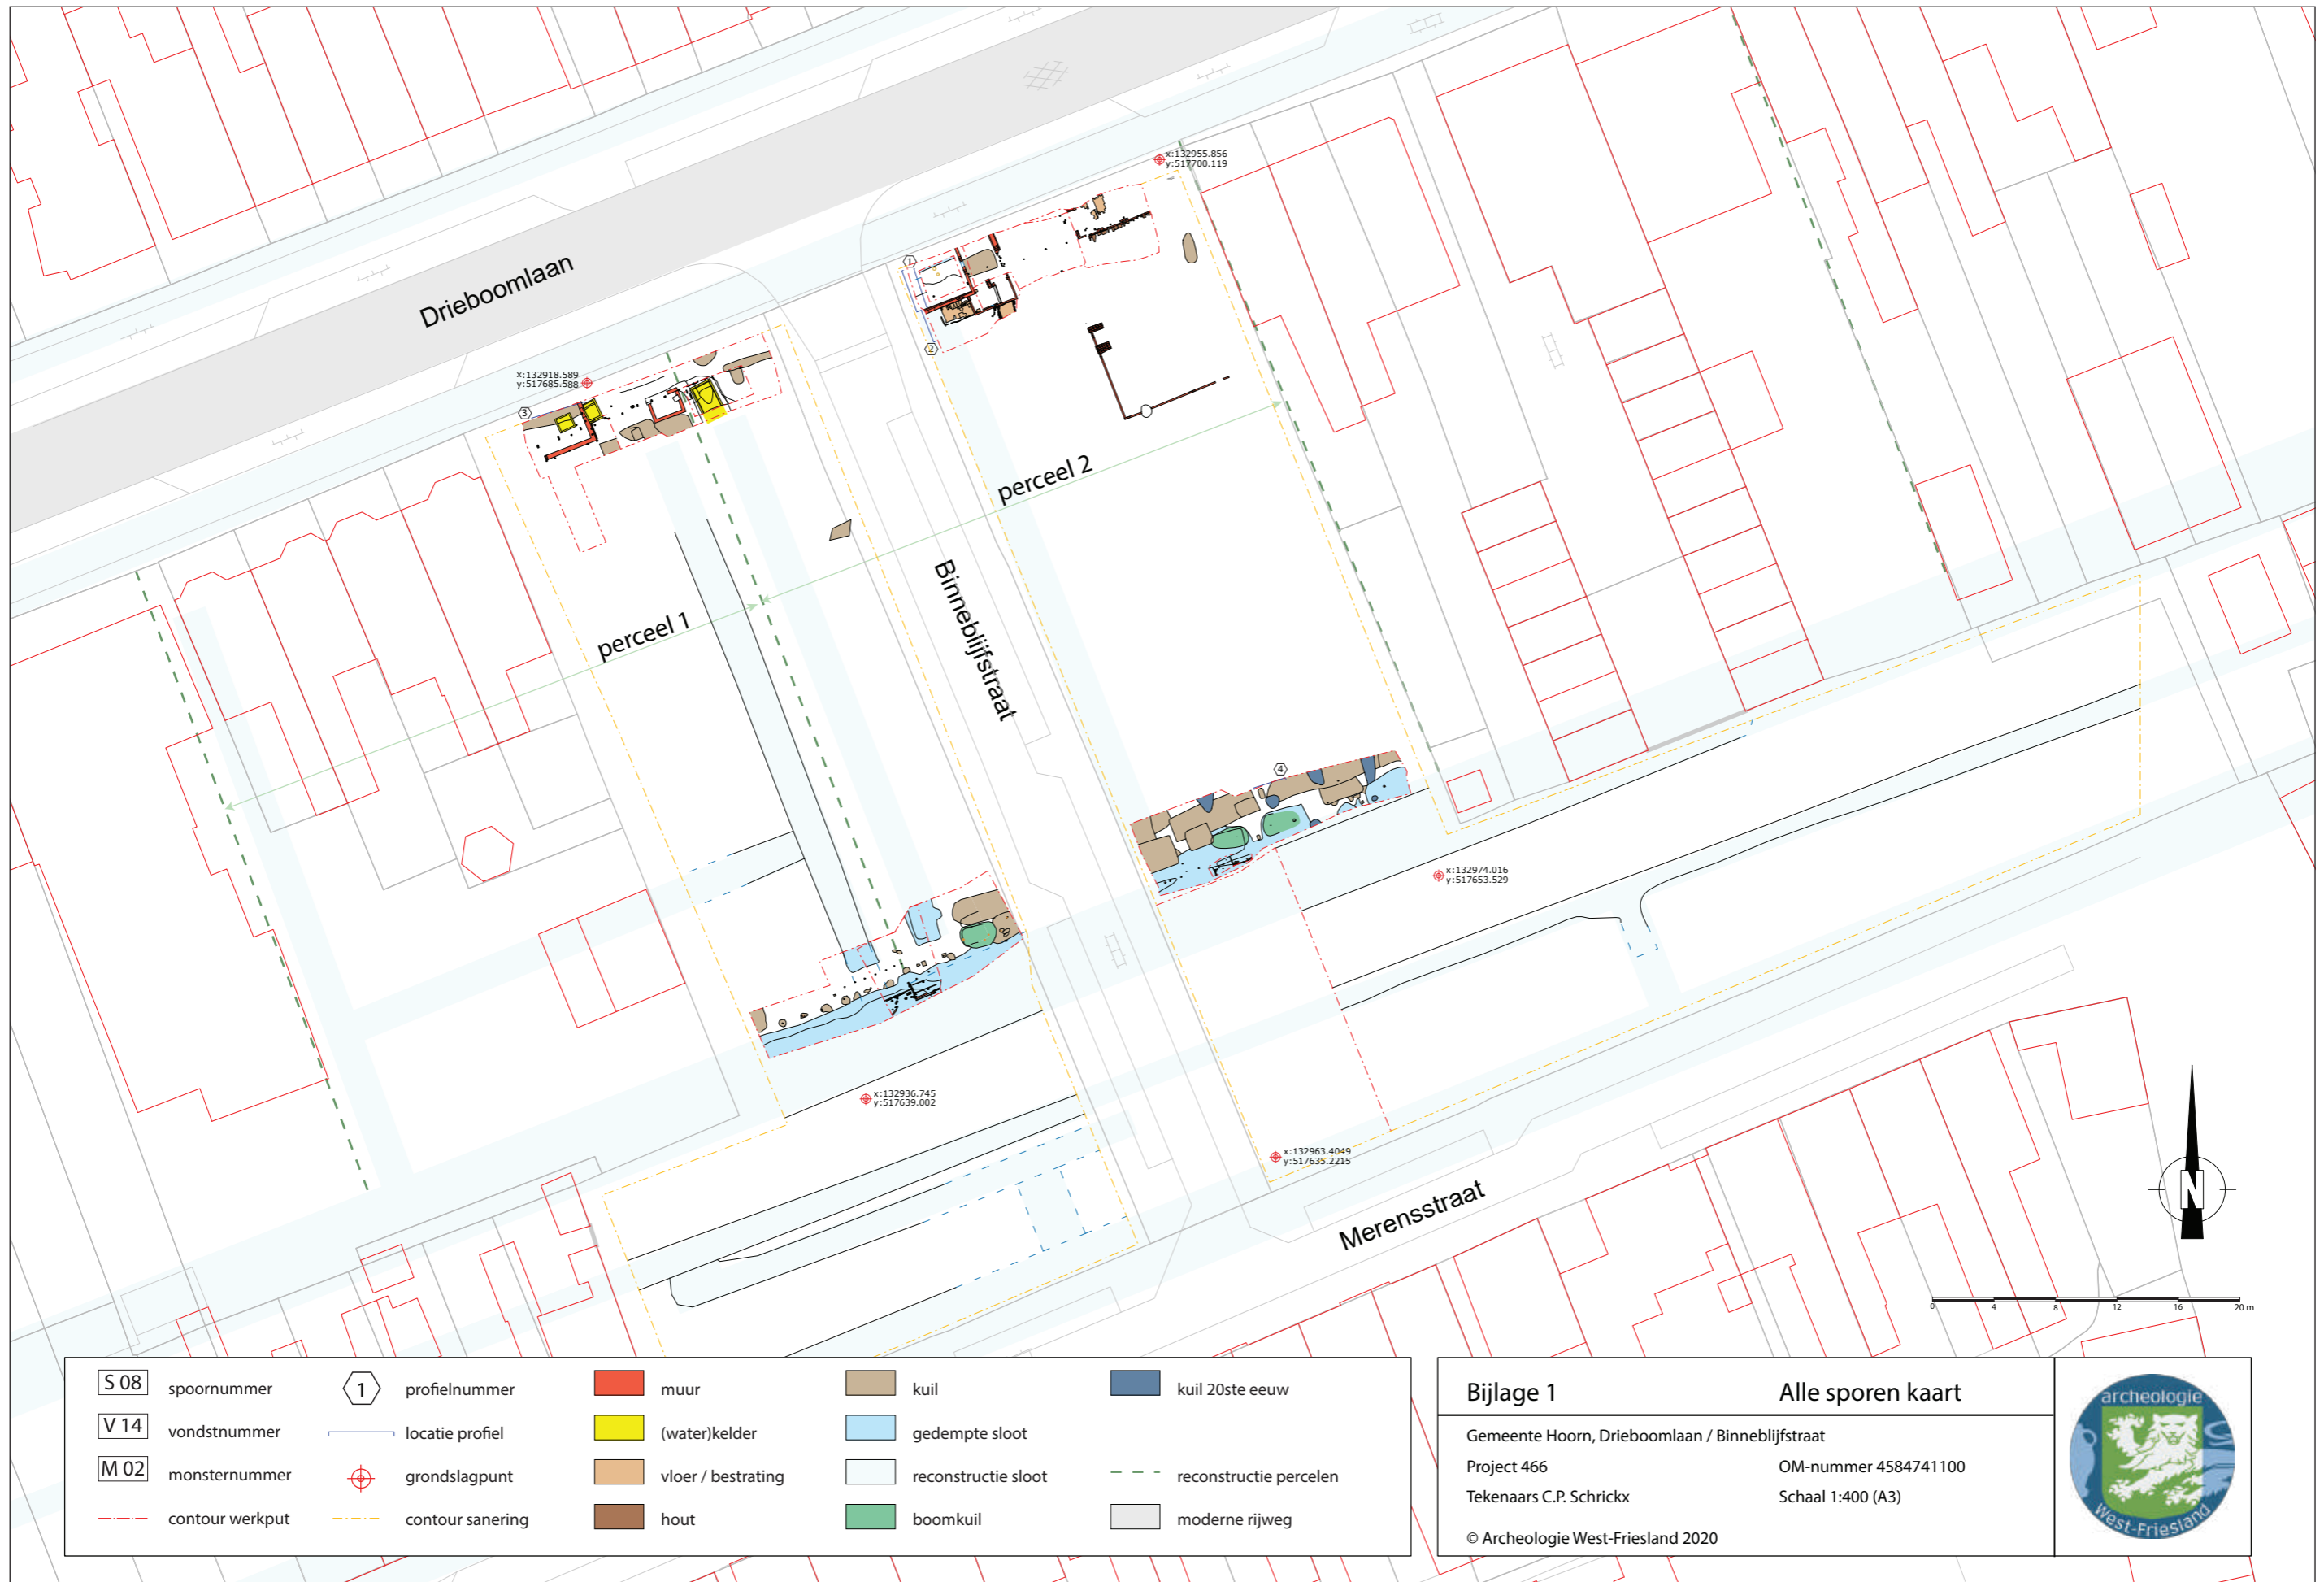 x:132955.856
y:517700.119
Drieboomlaan
1
2
x:132918.589
y:517685.588
3
perceel 2
Binneblijfstraat
perceel 1
4
x:132974.016
y:517653.529
x:132936.745
y:517639.002
x:132963.4049
y:517635.2215
Merensstraat
N
0 4 8 12 16 20 m
S 08 spoornummer
V 14 vondstnummer
M 02 monsternummer
contour werkput
1 profielnummer
locatie profiel
grondslagpunt
contour sanering
muur
(water)kelder
vloer / bestrating
hout
kuil
gedempte sloot
reconstructie sloot
boomkuil
kuil 20ste eeuw
reconstructie percelen
moderne rijweg
Bijlage 1 Alle sporen kaart
Gemeente Hoorn, Drieboomlaan / Binneblijfstraat
Project 466 OM-nummer 4584741100
Tekenaars C.P. Schrickx Schaal 1:400 (A3)
© Archeologie West-Friesland 2020
archeologie
West-Friesland